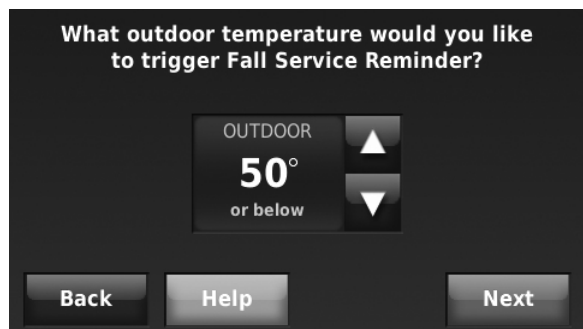 What outdoor temperature would you like
to trigger Fall Service Reminder?
OUTDOOR
50°
or below
Back Help Next